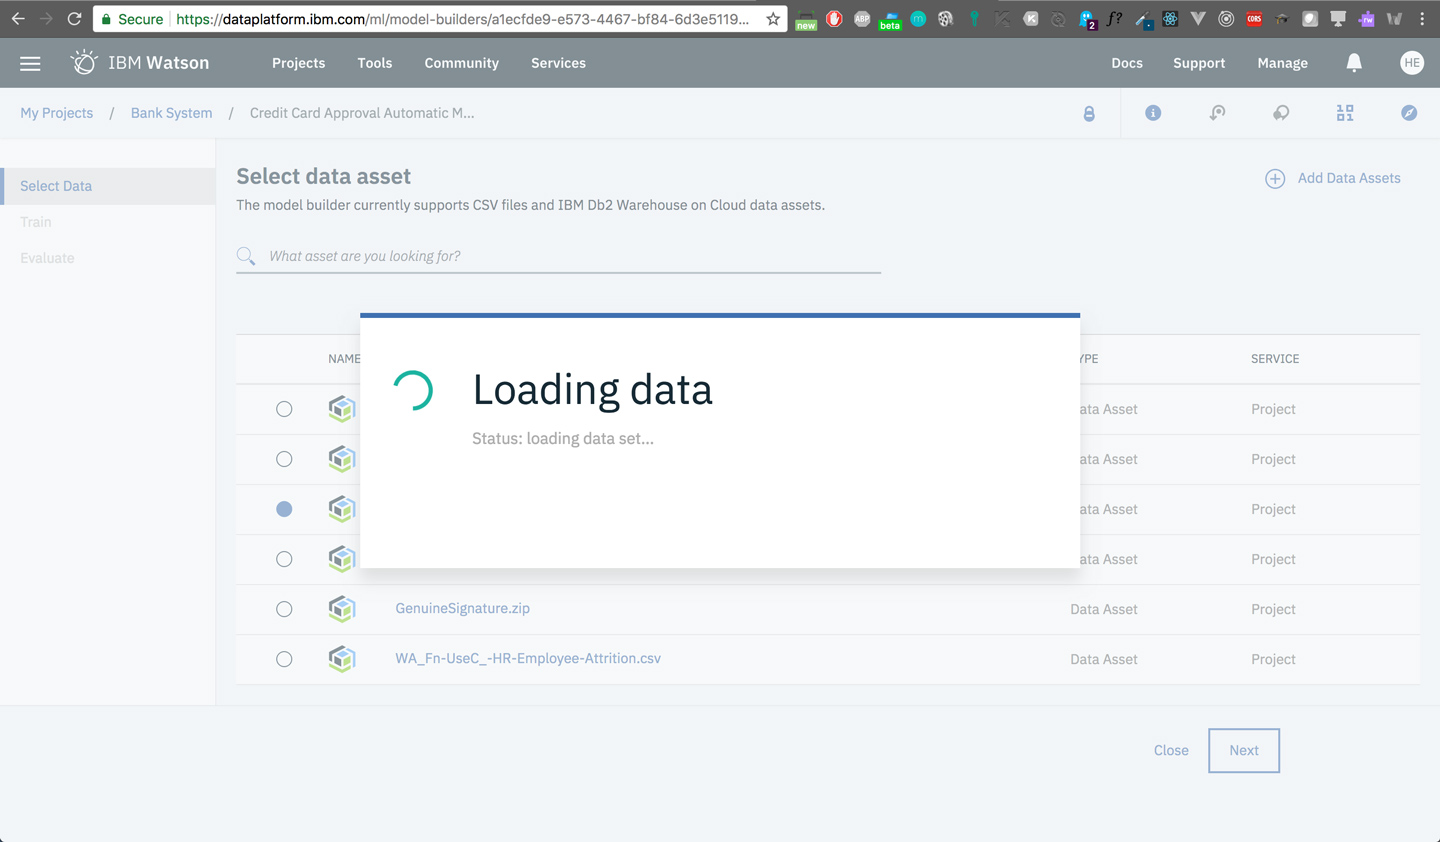 Secure https://dataplatform.ibm.com/ml/model-builders/a1ecfde9-e573-4467-bf84-6d3e5119...
new ABP beta 2 f? CORS rw
IBM Watson Projects Tools Community Services Docs Support Manage HE
My Projects / Bank System / Credit Card Approval Automatic M...
Select Data
Train
Evaluate
Select data asset
Add Data Assets
The model builder currently supports CSV files and IBM Db2 Warehouse on Cloud data assets.
What asset are you looking for?
NAME YPE SERVICE
Loading data
Status: loading data set...
ata Asset Project
ata Asset Project
ata Asset Project
ata Asset Project
GenuineSignature.zip Data Asset Project
WA_Fn-UseC_-HR-Employee-Attrition.csv Data Asset Project
Close Next